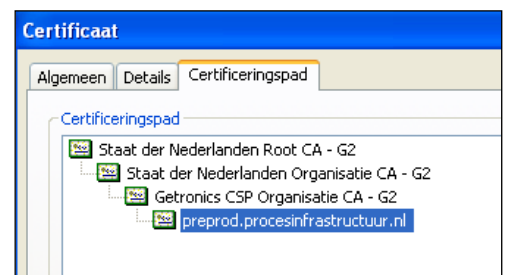 Certificaat
Algemeen Details Certificeringspad
Certificeringspad
Staat der Nederlanden Root CA - G2
Staat der Nederlanden Organisatie CA - G2
Getronics CSP Organisatie CA - G2
preprod.procesinfrastructuur.nl